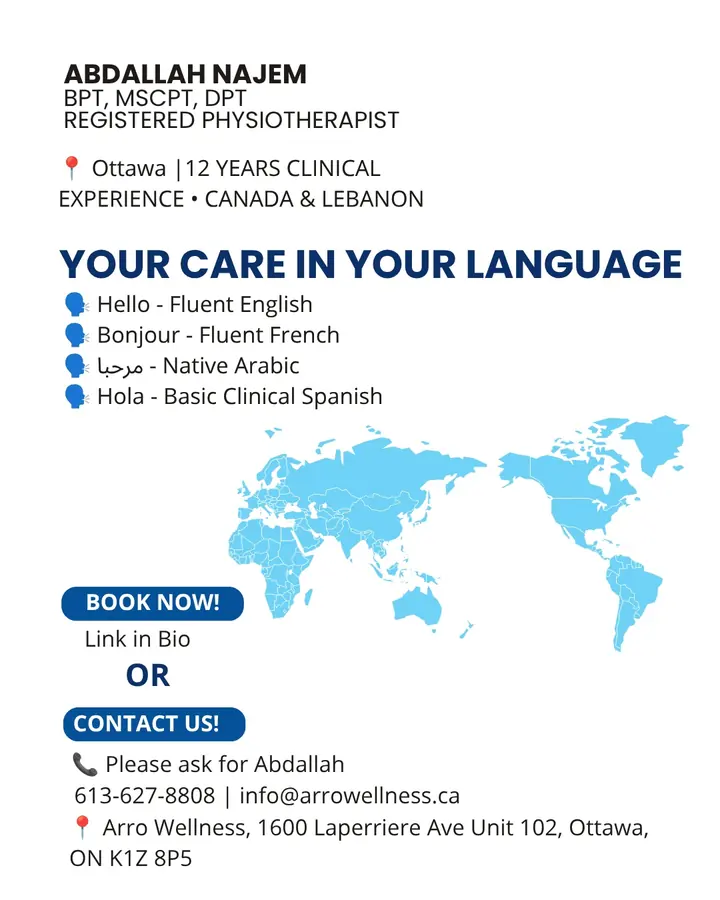 ABDALLAH NAJEM
BPT, MSCPT, DPT
REGISTERED PHYSIOTHERAPIST
📍 Ottawa |12 YEARS CLINICAL
EXPERIENCE • CANADA & LEBANON
YOUR CARE IN YOUR LANGUAGE
🗣️ Hello - Fluent English
🗣️ Bonjour - Fluent French
🗣️ مرحبا - Native Arabic
🗣️ Hola - Basic Clinical Spanish
BOOK NOW!
Link in Bio
OR
CONTACT US!
📞 Please ask for Abdallah
613-627-8808 | info@arrowellness.ca
📍 Arro Wellness, 1600 Laperriere Ave Unit 102, Ottawa,
ON K1Z 8P5